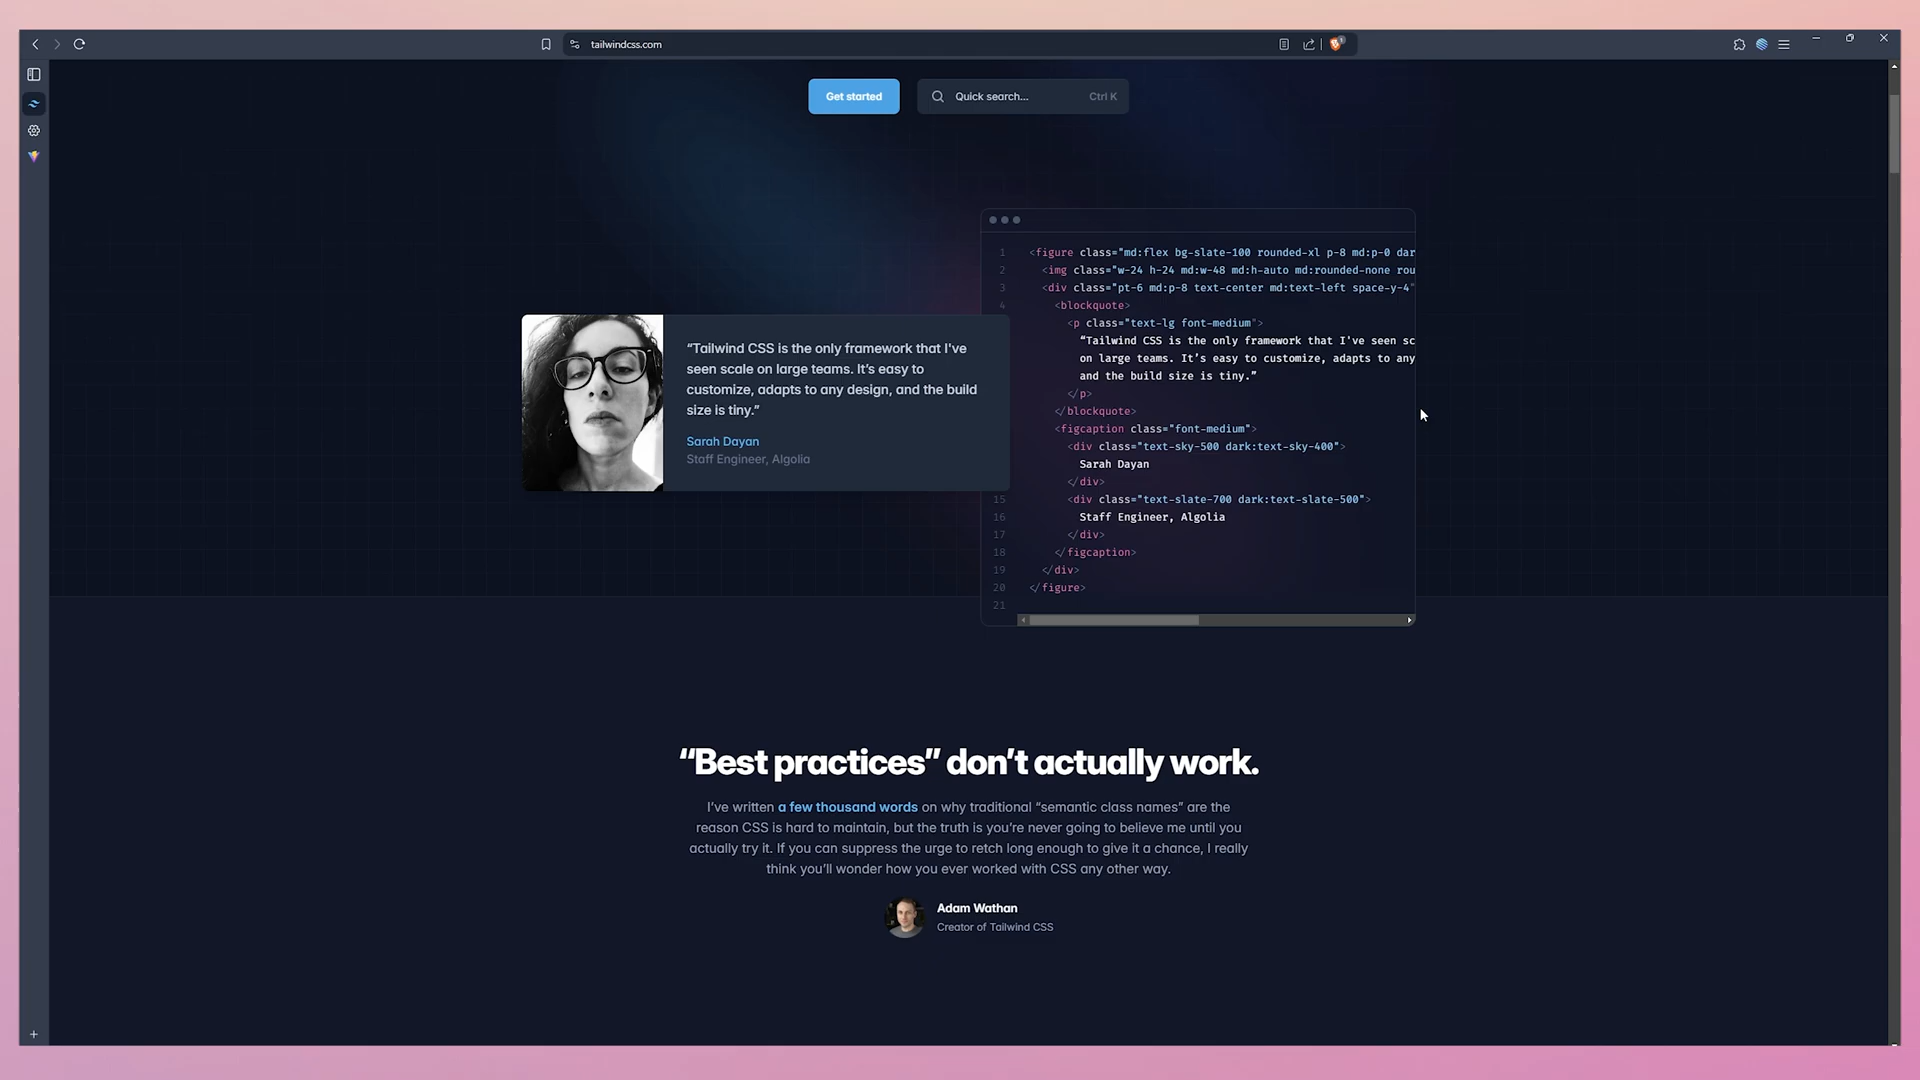 tailwindcss.com
Get started
Quick search...
Ctrl K
“Tailwind CSS is the only framework that I've
seen scale on large teams. It’s easy to
customize, adapts to any design, and the build
size is tiny.”
Sarah Dayan
Staff Engineer, Algolia
1 <figure class="md:flex bg-slate-100 rounded-xl p-8 md:p-0 dar
2 <img class="w-24 h-24 md:w-48 md:h-auto md:rounded-none rou
3 <div class="pt-6 md:p-8 text-center md:text-left space-y-4"
4 <blockquote>
<p class="text-lg font-medium">
“Tailwind CSS is the only framework that I've seen sc
on large teams. It’s easy to customize, adapts to any
and the build size is tiny.”
</p>
</blockquote>
<figcaption class="font-medium">
<div class="text-sky-500 dark:text-sky-400">
Sarah Dayan
</div>
15 <div class="text-slate-700 dark:text-slate-500">
16 Staff Engineer, Algolia
17 </div>
18 </figcaption>
19 </div>
20 </figure>
21
“Best practices” don’t actually work.
I’ve written a few thousand words on why traditional “semantic class names” are the
reason CSS is hard to maintain, but the truth is you’re never going to believe me until you
actually try it. If you can suppress the urge to retch long enough to give it a chance, I really
think you’ll wonder how you ever worked with CSS any other way.
Adam Wathan
Creator of Tailwind CSS